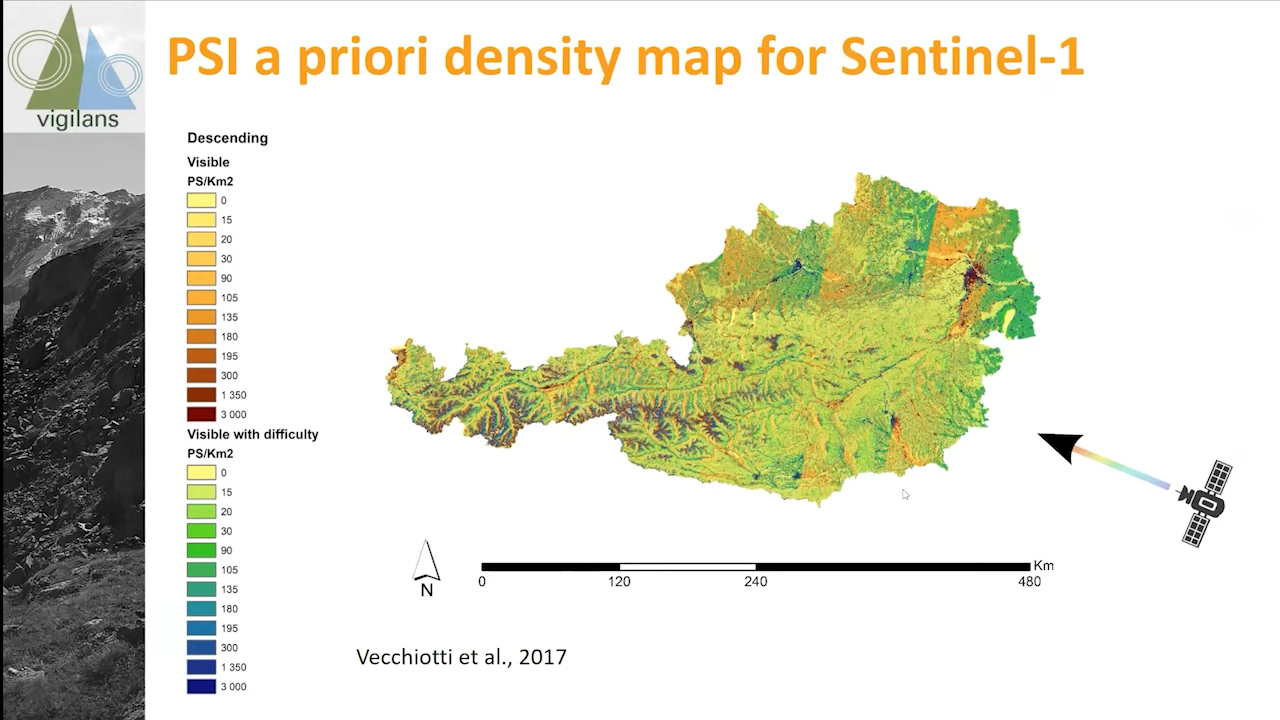 PSI a priori density map for Sentinel-1
vigilans
Descending
Visible
PS/Km2
0
15
20
30
90
105
135
180
195
300
1 350
3 000
Visible with difficulty
PS/Km2
0
15
20
30
90
105
135
180
195
300
1 350
3 000
N
Km
0 120 240 480
Vecchiotti et al., 2017